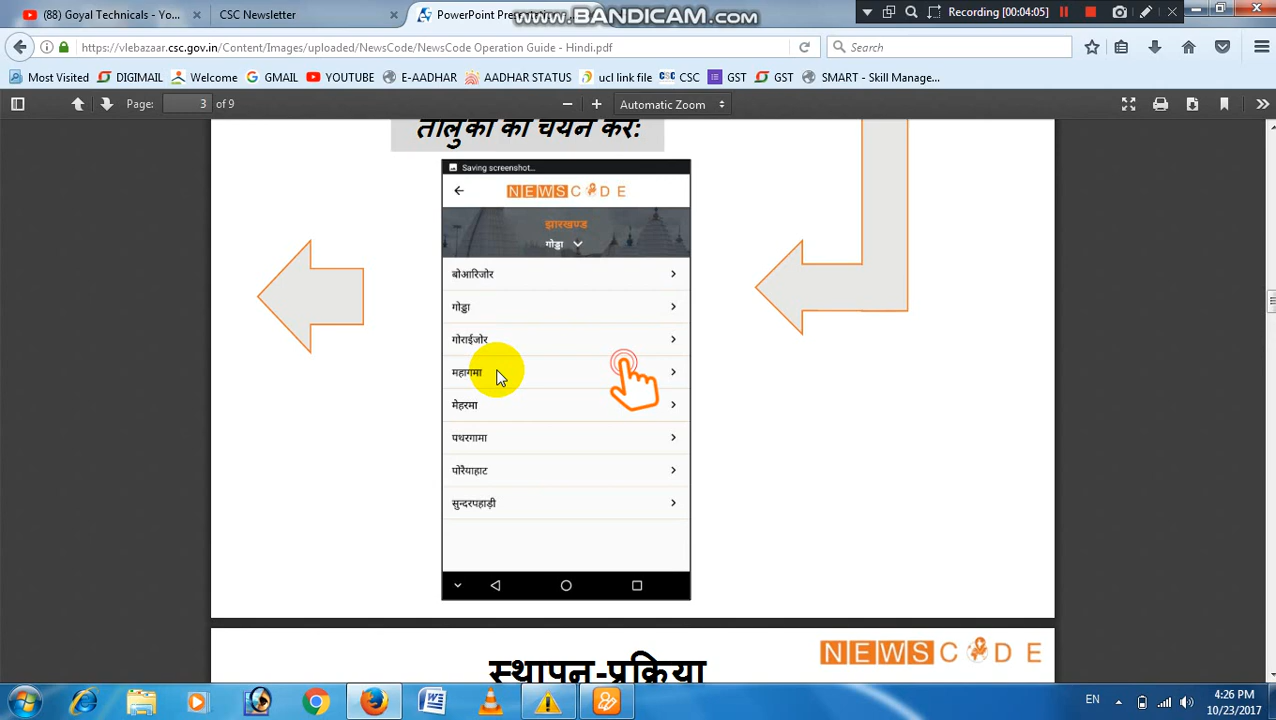 (88) Goyal Technicals - Yo...
CSC Newsletter
PowerPoint Pre
www.BANDICAM.com
Recording [00:04:05]
https://vlebazaar.csc.gov.in/Content/Images/uploaded/NewsCode/NewsCode Operation Guide - Hindi.pdf
Search
Most Visited
DIGIMAIL
Welcome
GMAIL
YOUTUBE
E-AADHAR
AADHAR STATUS
ucl link file
CSC
GST
GST
SMART - Skill Manage...
Page: 3 of 9
Automatic Zoom
तालुका का चयन करे:
Saving screenshot...
NEWSCODE
झारखण्ड
गोड्डा
बोआरिजोर
गोड्डा
गोराईजोर
महागमा
मेहरमा
पथरगामा
पोरैयाहाट
सुन्दरपहाड़ी
NEWSCODE
स्थापन-प्रक्रिया
EN
4:26 PM
10/23/2017